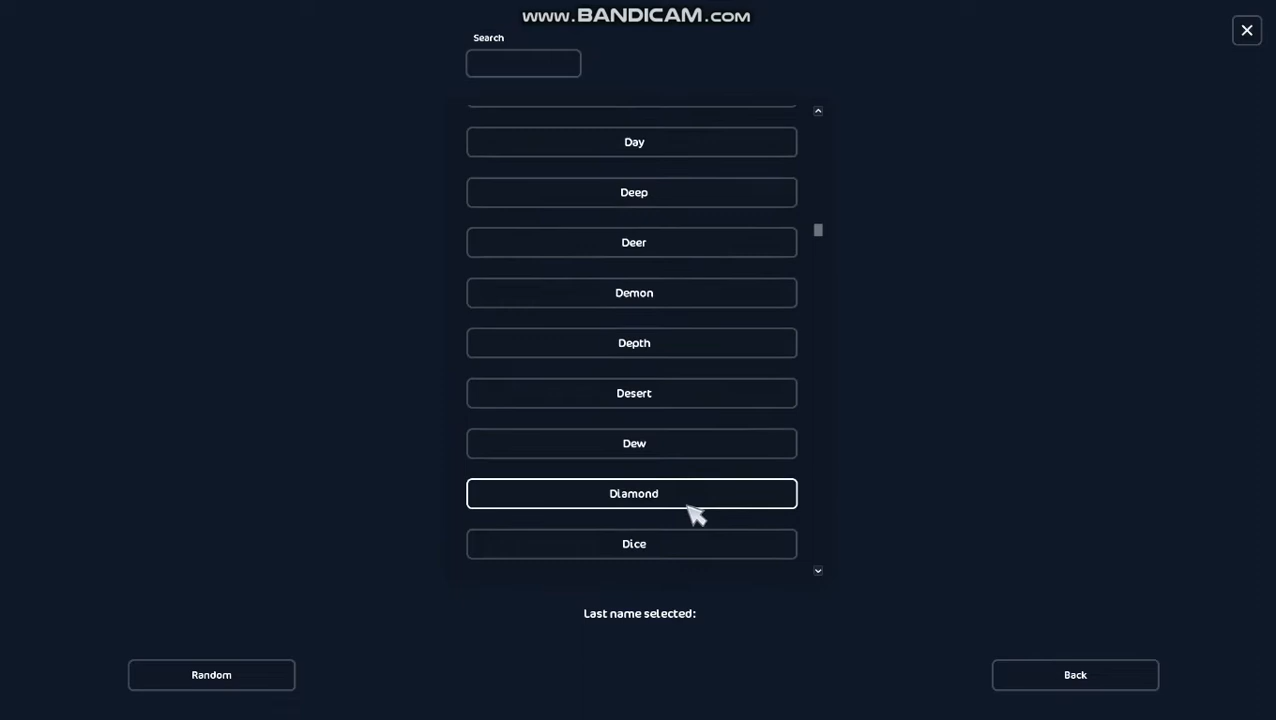 www.BANDICAM.com
Search
Day
Deep
Deer
Demon
Depth
Desert
Dew
Diamond
Dice
Last name selected:
Random
Back